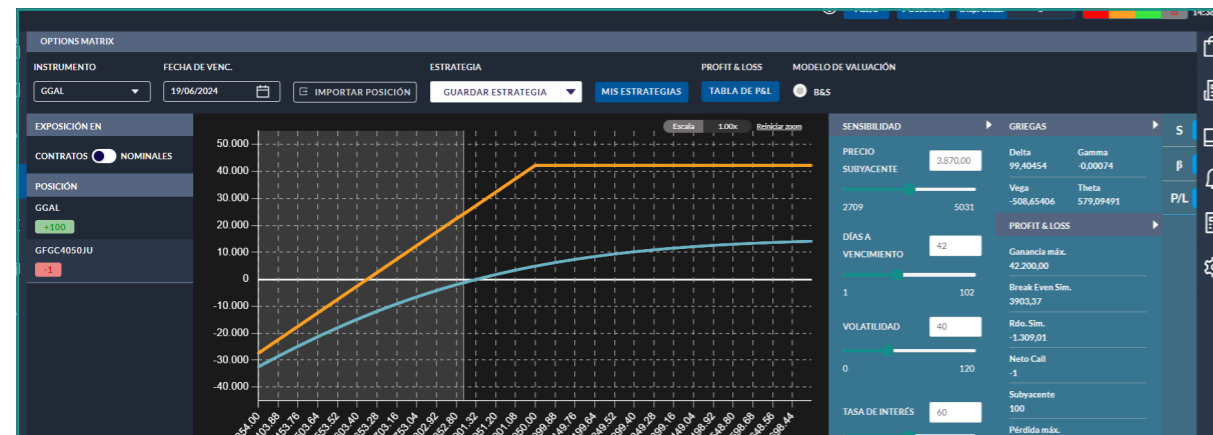 OPTIONS MATRIX
INSTRUMENTO
FECHA DE VENC.
ESTRATEGIA
PROFIT & LOSS
MODELO DE VALUACIÓN
GGAL
19/06/2024
IMPORTAR POSICIÓN
GUARDAR ESTRATEGIA
MIS ESTRATEGIAS
TABLA DE P&L
B&S
EXPOSICIÓN EN
CONTRATOS
NOMINALES
POSICIÓN
GGAL
+100
GFGC4050JU
-1
Escala
1.00x
Reiniciar zoom
50.000
40.000
30.000
20.000
10.000
0
-10.000
-20.000
-30.000
-40.000
SENSIBILIDAD
PRECIO
SUBYACENTE
3.870,00
2709
5031
DÍAS A
VENCIMIENTO
42
1
102
VOLATILIDAD
40
0
120
TASA DE INTERÉS
60
GRIEGAS
Delta
Gamma
99,40454
-0,00074
Vega
Theta
-508,65406
579,09491
PROFIT & LOSS
Ganancia máx.
42.200,00
Break Even Sim.
3903,37
Rdo. Sim.
-1.309,01
Neto Call
-1
Subyacente
100
Pérdida máx.
S
β
P/L